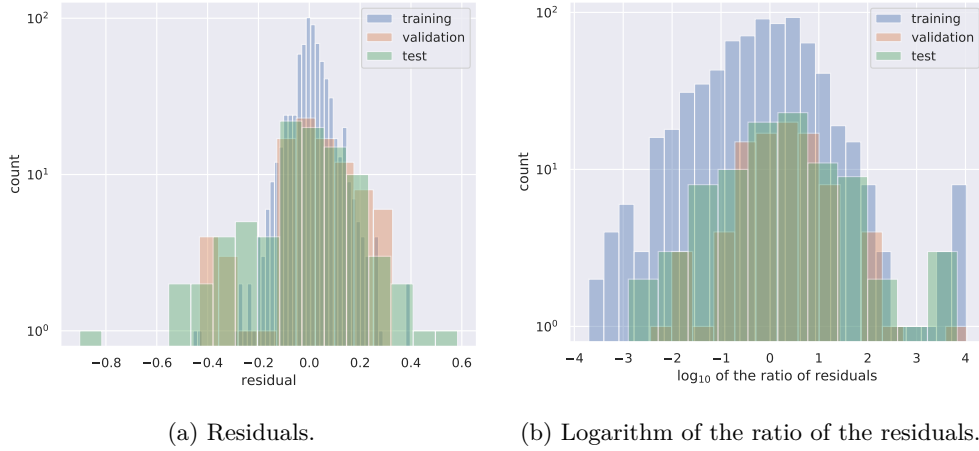 training
validation
test
10²
10¹
10⁰
count
−0.8 −0.6 −0.4 −0.2 0.0 0.2 0.4 0.6
residual
(a) Residuals.
training
validation
test
10²
10¹
10⁰
count
−4 −3 −2 −1 0 1 2 3 4
log₁₀ of the ratio of residuals
(b) Logarithm of the ratio of the residuals.